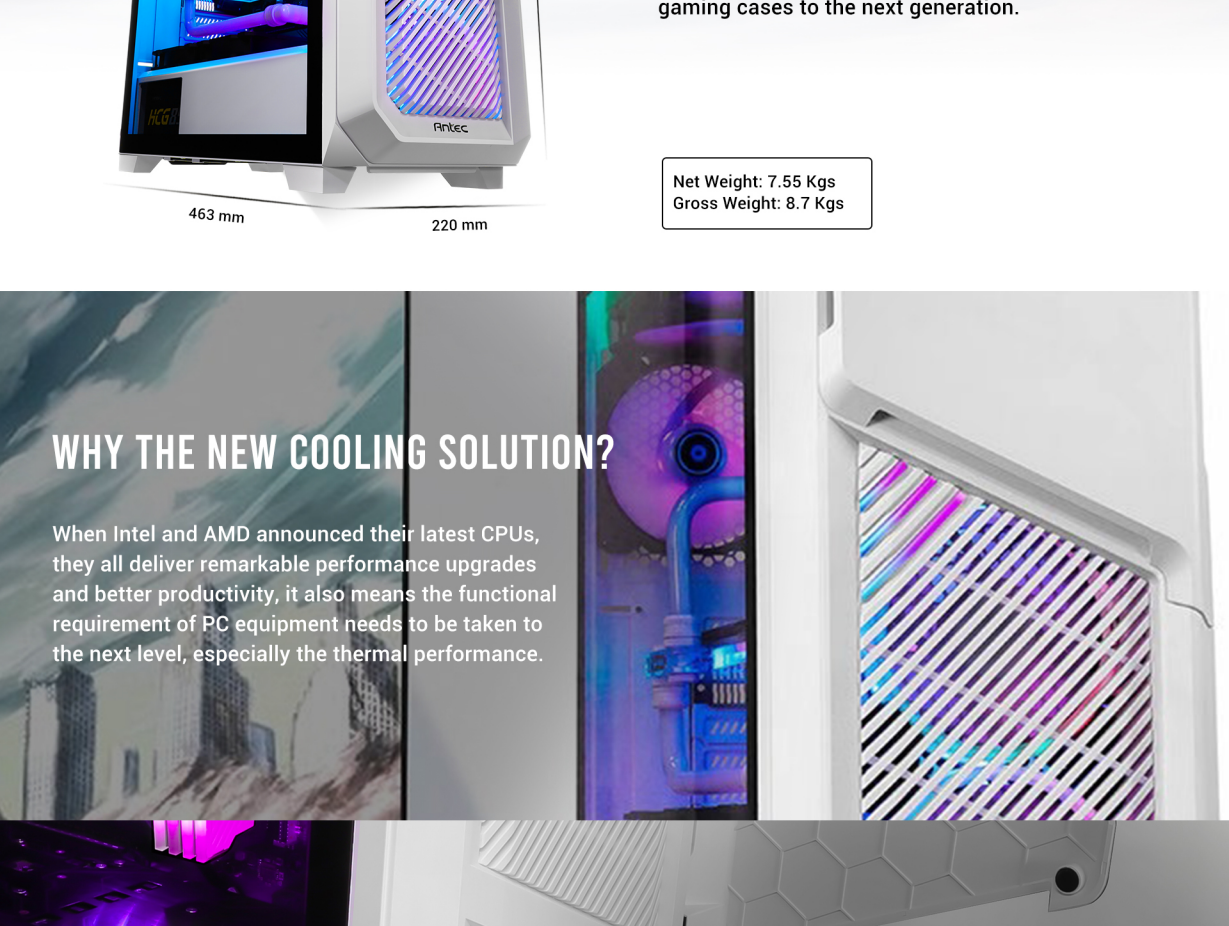 gaming cases to the next generation.
HCG
Antec
Net Weight: 7.55 Kgs
Gross Weight: 8.7 Kgs
463 mm
220 mm
WHY THE NEW COOLING SOLUTION?
When Intel and AMD announced their latest CPUs,
they all deliver remarkable performance upgrades
and better productivity, it also means the functional
requirement of PC equipment needs to be taken to
the next level, especially the thermal performance.